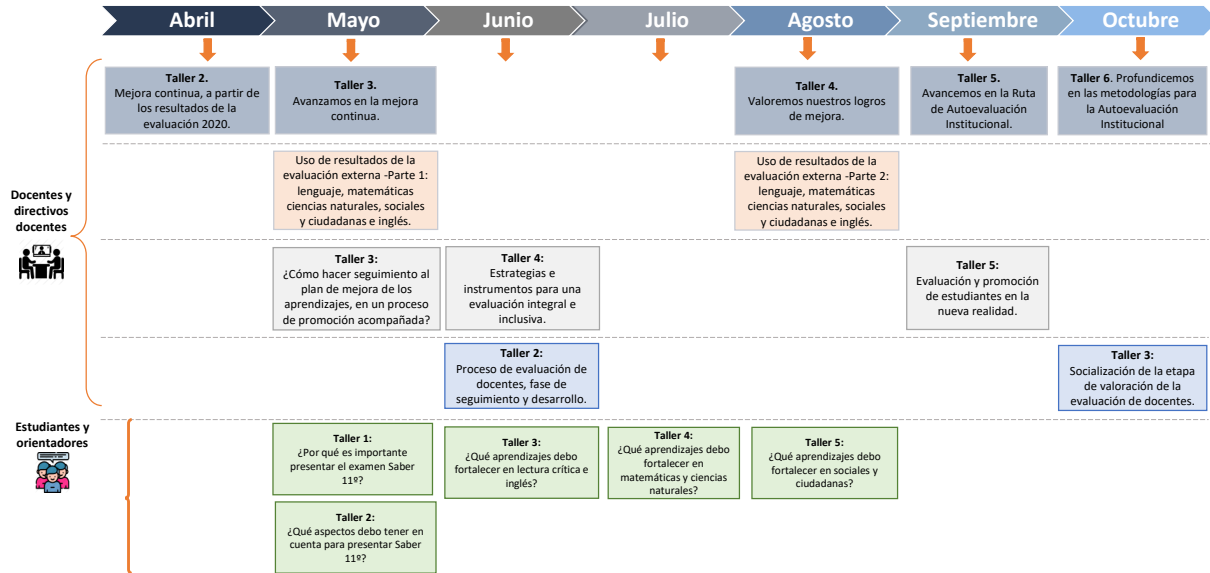 Abril
Mayo
Junio
Julio
Agosto
Septiembre
Octubre
Docentes y
directivos
docentes
Taller 2.
Mejora continua, a partir de
los resultados de la
evaluación 2020.
Taller 3.
Avanzamos en la mejora
continua.
Taller 4.
Valoremos nuestros logros
de mejora.
Taller 5.
Avancemos en la Ruta
de Autoevaluación
Institucional.
Taller 6. Profundicemos
en las metodologías para
la Autoevaluación
Institucional
Uso de resultados de la
evaluación externa -Parte 1:
lenguaje, matemáticas
ciencias naturales, sociales
y ciudadanas e inglés.
Uso de resultados de la
evaluación externa -Parte 2:
lenguaje, matemáticas
ciencias naturales, sociales
y ciudadanas e inglés.
Taller 3:
¿Cómo hacer seguimiento al
plan de mejora de los
aprendizajes, en un proceso
de promoción acompañada?
Taller 4:
Estrategias e
instrumentos para una
evaluación integral e
inclusiva.
Taller 5:
Evaluación y promoción
de estudiantes en la
nueva realidad.
Taller 2:
Proceso de evaluación de
docentes, fase de
seguimiento y desarrollo.
Taller 3:
Socialización de la etapa
de valoración de la
evaluación de docentes.
Estudiantes y
orientadores
Taller 1:
¿Por qué es importante
presentar el examen Saber
11º?
Taller 3:
¿Qué aprendizajes debo
fortalecer en lectura crítica e
inglés?
Taller 4:
¿Qué aprendizajes debo
fortalecer en
matemáticas y ciencias
naturales?
Taller 5:
¿Qué aprendizajes debo
fortalecer en sociales y
ciudadanas?
Taller 2:
¿Qué aspectos debo tener en
cuenta para presentar Saber
11º?